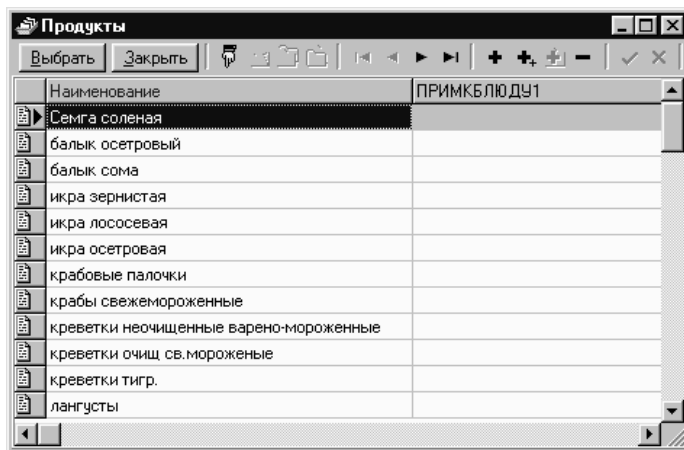 Продукты
Выбрать Закрыть
Наименование ПРИМКБЛЮДУ1
Семга соленая
балык осетровый
балык сома
икра зернистая
икра лососевая
икра осетровая
крабовые палочки
крабы свежемороженные
креветки неочищенные варено-мороженные
креветки очищ св.мороженые
креветки тигр.
лангусты